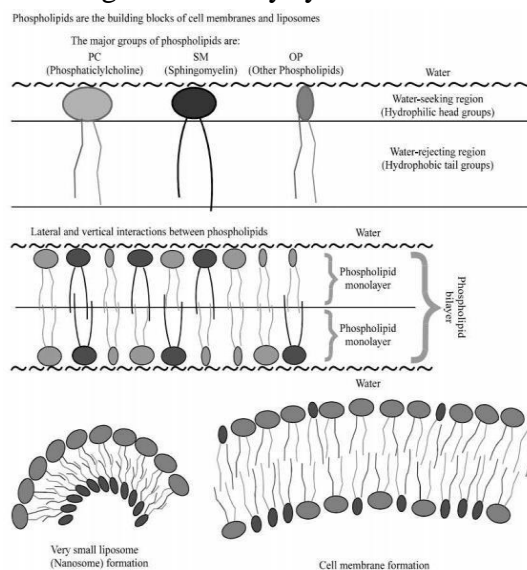 Phospholipids are the building blocks of cell membranes and liposomes
The major groups of phospholipids are:
PC
(Phosphaticlylcholine)
SM
(Sphingomyelin)
OP
(Other Phospholipids)
Water
Water-seeking region
(Hydrophilic head groups)
Water-rejecting region
(Hydrophobic tail groups)
Lateral and vertical interactions between phospholipids
Water
Phospholipid
monolayer
Phospholipid
monolayer
Phospholipid
bilayer
Water
Very small liposome
(Nanosome) formation
Cell membrane formation